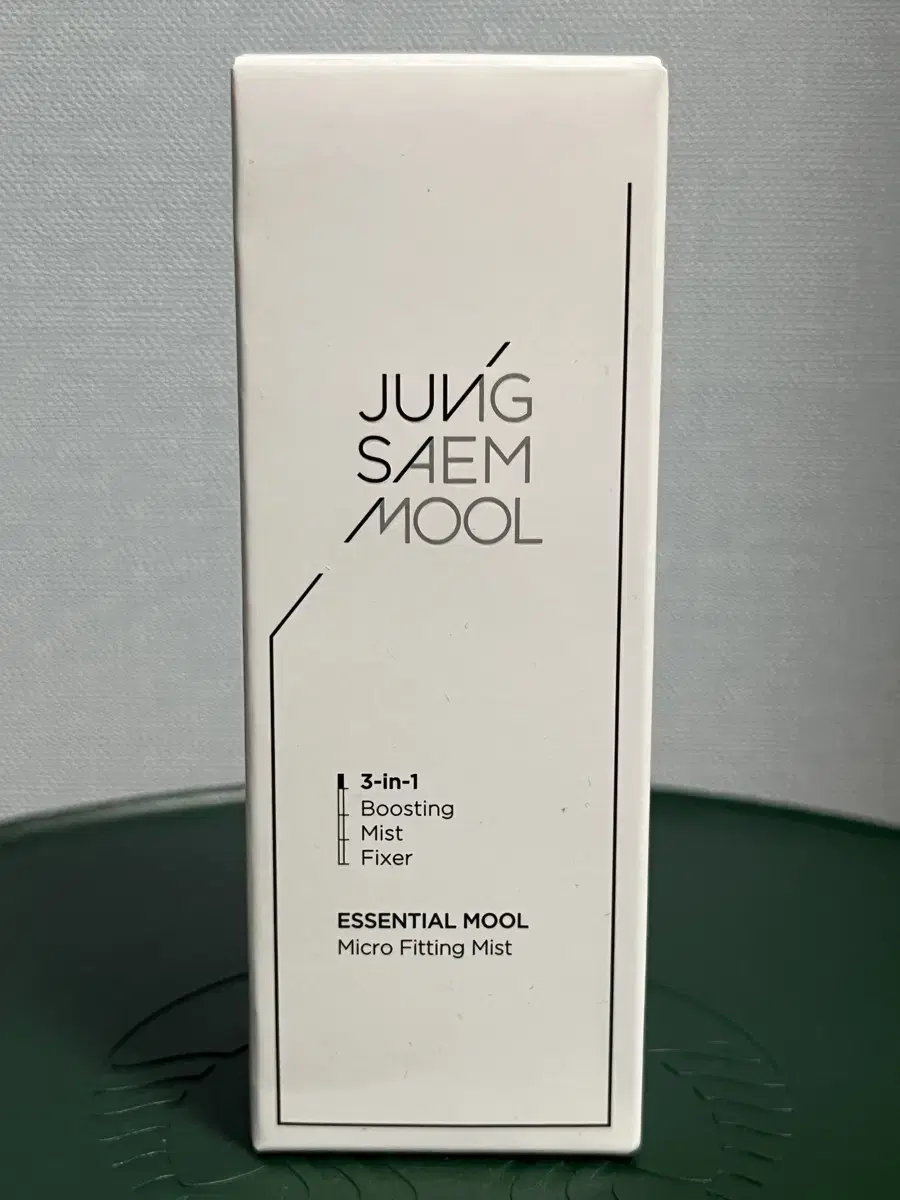 JUNG
SAEM
MOOL
3-in-1
Boosting
Mist
Fixer
ESSENTIAL MOOL
Micro Fitting Mist